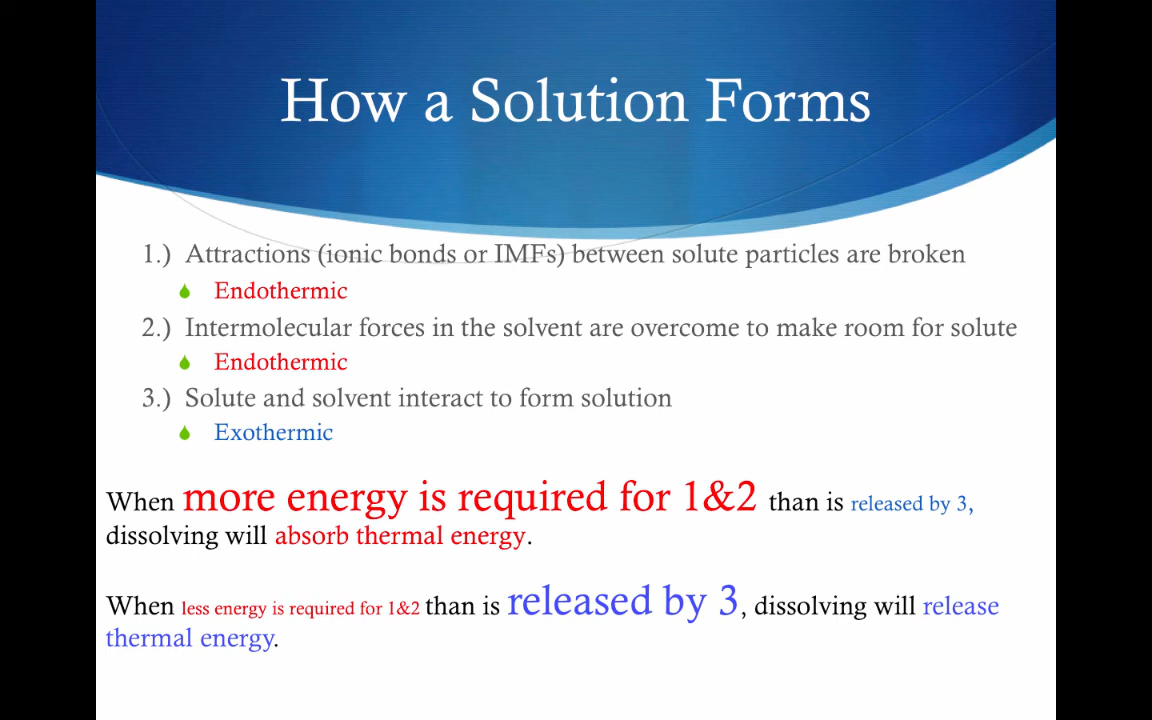 How a Solution Forms
1.) Attractions (ionic bonds or IMFs) between solute particles are broken
Endothermic
2.) Intermolecular forces in the solvent are overcome to make room for solute
Endothermic
3.) Solute and solvent interact to form solution
Exothermic
When more energy is required for 1&2 than is released by 3,
dissolving will absorb thermal energy.
When less energy is required for 1&2 than is released by 3, dissolving will release
thermal energy.